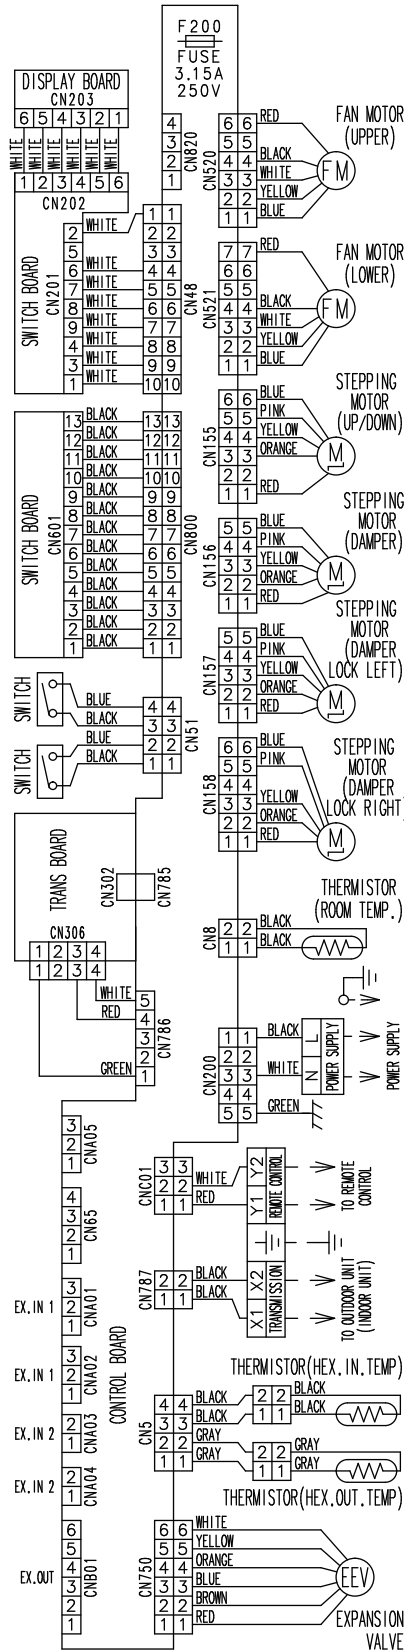 F200
FUSE
3.15A
250V
DISPLAY BOARD
CN203
6 5 4 3 2 1
WHITE WHITE WHITE WHITE WHITE WHITE
1 2 3 4 5 6
CN202
SWITCH BOARD
CN201
2 WHITE 1 1
5 2 2
6 WHITE 3 3
7 WHITE 4 4
8 WHITE 5 5
9 WHITE 6 6
4 WHITE 7 7
3 WHITE 8 8
1 WHITE 9 9
10 10
CN48
4
3
2
1
CN820
CN520
6 6 RED
5 5
4 4 BLACK
3 3 WHITE
2 2 YELLOW
1 1 BLUE
FAN MOTOR
(UPPER)
FM
CN521
7 7 RED
6 6
5 5
4 4 BLACK
3 3 WHITE
2 2 YELLOW
1 1 BLUE
FAN MOTOR
(LOWER)
FM
SWITCH BOARD
CN601
13 BLACK 13 13
12 BLACK 12 12
11 BLACK 11 11
10 BLACK 10 10
9 BLACK 9 9
8 BLACK 8 8
7 BLACK 7 7
6 BLACK 6 6
5 BLACK 5 5
4 BLACK 4 4
3 BLACK 3 3
2 BLACK 2 2
1 BLACK 1 1
CN800
CN155
6 6 BLUE
5 5 PINK
4 4 YELLOW
3 3 ORANGE
2 2
1 1 RED
STEPPING
MOTOR
(UP/DOWN)
M
CN156
5 5 BLUE
4 4 PINK
3 3 YELLOW
2 2 ORANGE
1 1 RED
STEPPING
MOTOR
(DAMPER)
M
CN157
5 5 BLUE
4 4 PINK
3 3 YELLOW
2 2 ORANGE
1 1 RED
STEPPING
MOTOR
(DAMPER
LOCK LEFT)
M
SWITCH
SWITCH
BLUE 4 4
BLACK 3 3
BLUE 2 2
BLACK 1 1
CN51
CN158
6 6 BLUE
5 5 PINK
4 4
3 3 YELLOW
2 2 ORANGE
1 1 RED
STEPPING
MOTOR
(DAMPER
LOCK RIGHT)
M
TRANS BOARD
CN302
CN785
CN306
1 2 3 4
1 2 3 4
WHITE 5
RED 4
3
2
GREEN 1
CN786
CN8
2 2 BLACK
1 1 BLACK
THERMISTOR
(ROOM TEMP.)
CN200
1 1 BLACK L
2 2
3 3 WHITE N
4 4
5 5 GREEN
POWER SUPPLY
POWER SUPPLY
CONTROL BOARD
3
2
1
CNA05
4
3
2
1
CN65
EX.IN 1
3
2
1
CNA01
EX.IN 1
3
2
1
CNA02
EX.IN 2
2
1
CNA03
EX.IN 2
2
1
CNA04
EX.OUT
6
5
4
3
2
1
CNB01
CNC01
3 3
2 2 WHITE Y2
1 1 RED Y1
REMOTE CONTROL
TO REMOTE
CONTROL
CN787
2 2 BLACK X2
1 1 BLACK X1
TRANSMISSION
TO OUTDOOR UNIT
(INDOOR UNIT)
THERMISTOR(HEX.IN.TEMP)
CN5
4 4 BLACK 2 2 BLACK
3 3 BLACK 1 1 BLACK
2 2 GRAY 2 2 GRAY
1 1 GRAY 1 1 GRAY
THERMISTOR(HEX.OUT.TEMP)
CN750
6 6 WHITE
5 5 YELLOW
4 4 ORANGE
3 3 BLUE
2 2 BROWN
1 1 RED
EEV
EXPANSION
VALVE